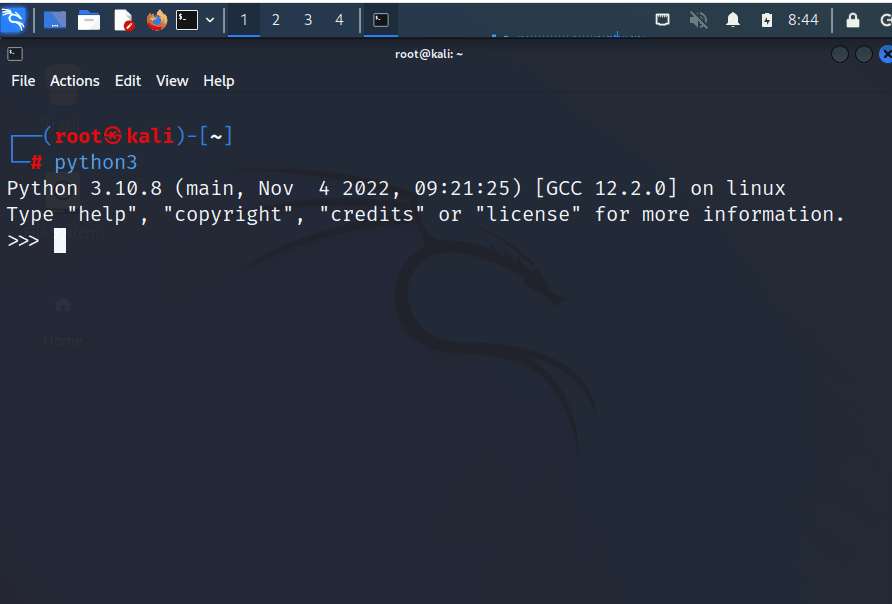 1 2 3 4 8:44
root@kali: ~
File Actions Edit View Help
┌──(root㉿kali)-[~]
└─# python3
Python 3.10.8 (main, Nov  4 2022, 09:21:25) [GCC 12.2.0] on linux
Type "help", "copyright", "credits" or "license" for more information.
>>>
Home